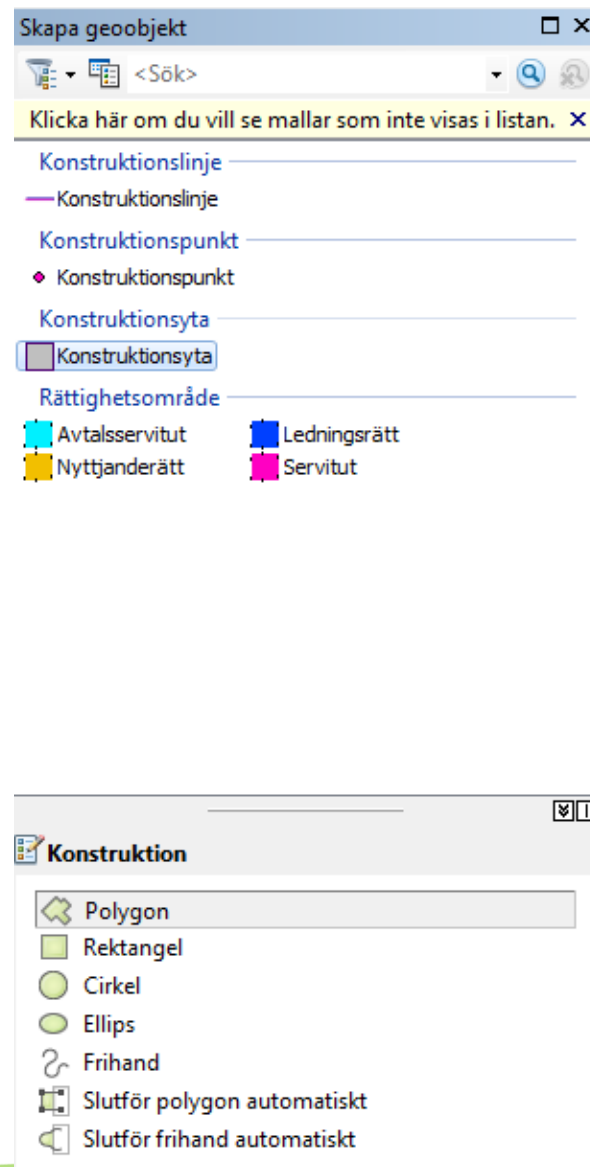 Skapa geoobjekt
<Sök>
Klicka här om du vill se mallar som inte visas i listan.
Konstruktionslinje
Konstruktionslinje
Konstruktionspunkt
Konstruktionspunkt
Konstruktionsyta
Konstruktionsyta
Rättighetsområde
Avtalsservitut Ledningsrätt
Nyttjanderätt Servitut
Konstruktion
Polygon
Rektangel
Cirkel
Ellips
Frihand
Slutför polygon automatiskt
Slutför frihand automatiskt